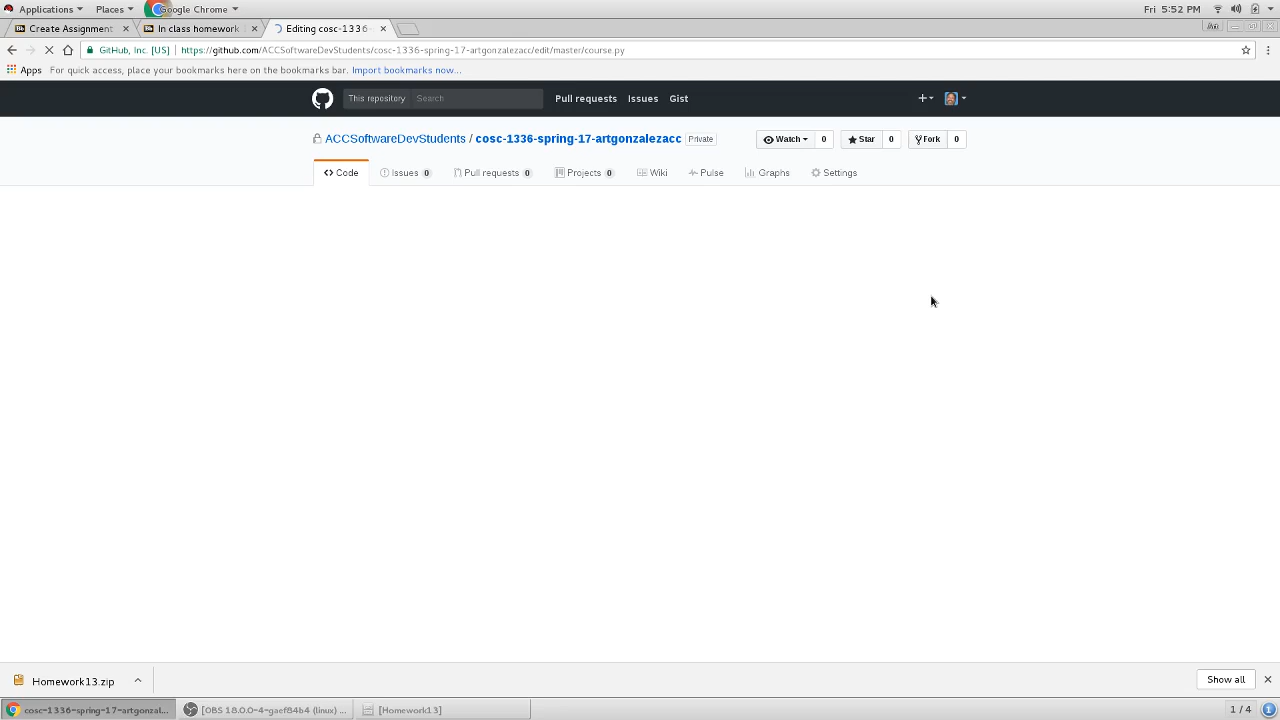 Applications Places Google Chrome Fri, 5:52 PM
Create Assignment In class homework Editing cosc-1336- Art
GitHub, Inc. [US] https://github.com/ACCSoftwareDevStudents/cosc-1336-spring-17-artgonzalezacc/edit/master/course.py
Apps For quick access, place your bookmarks here on the bookmarks bar. Import bookmarks now...
This repository Search Pull requests Issues Gist
ACCSoftwareDevStudents / cosc-1336-spring-17-artgonzalezacc Private Watch 0 Star 0 Fork 0
Code Issues 0 Pull requests 0 Projects 0 Wiki Pulse Graphs Settings
Homework13.zip Show all
cosc-1336-spring-17-artgonzal... [OBS 18.0.0-4-gaef84b4 (linux) ... [Homework13] 1 / 4 1